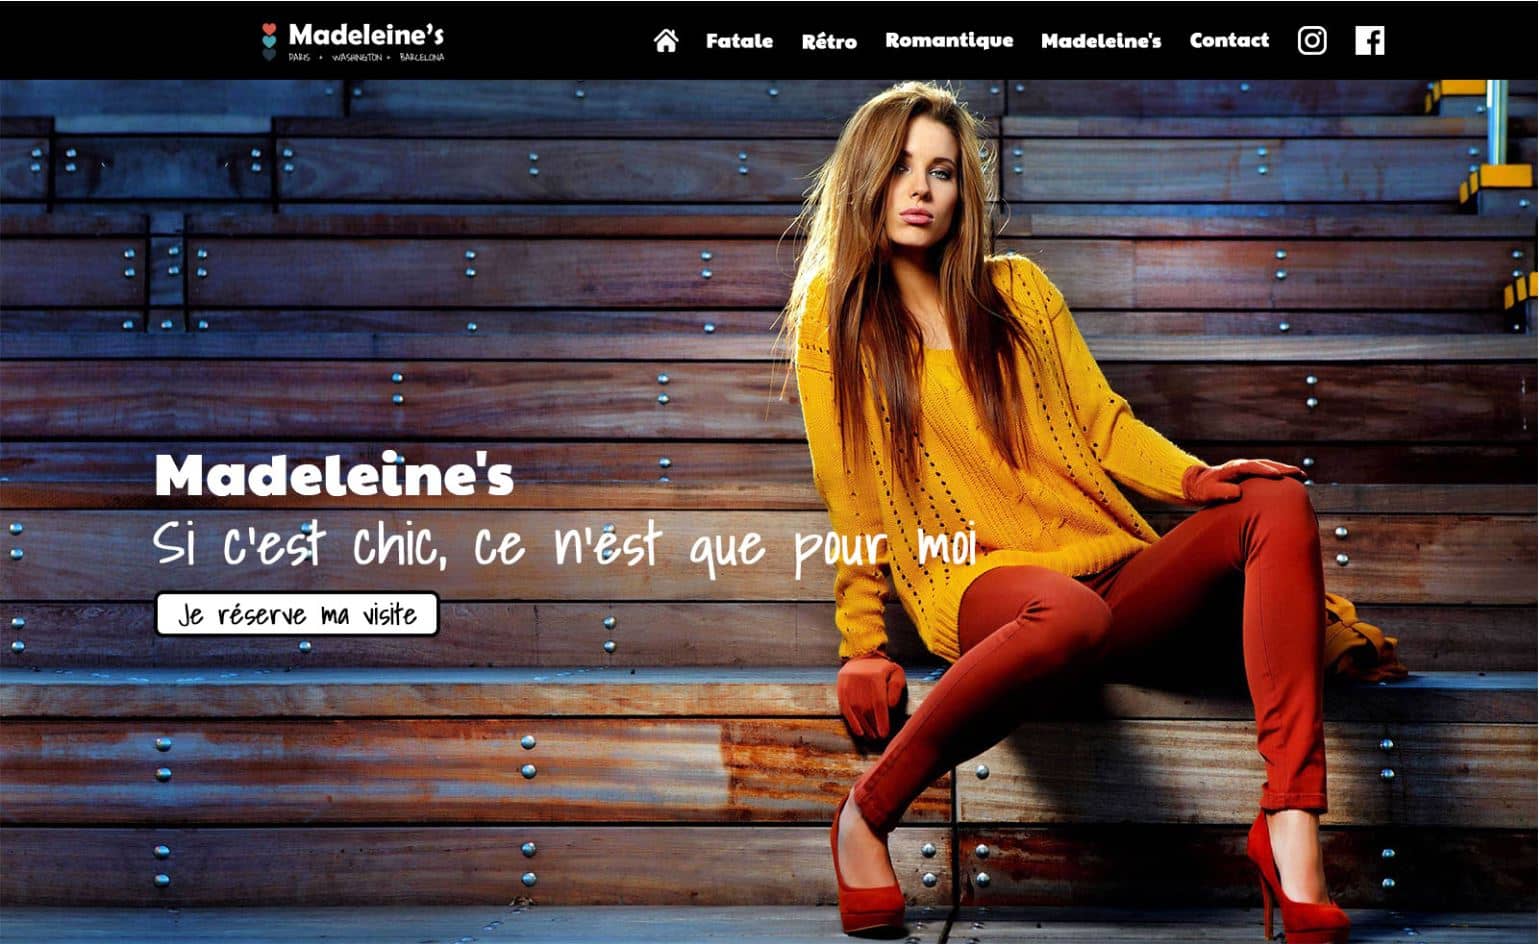 Madeleine's
PARIS • WASHINGTON • BARCELONA
Fatale Rétro Romantique Madeleine's Contact
Madeleine's
Si c'est chic, ce n'ést que pour moi
Je réserve ma visite